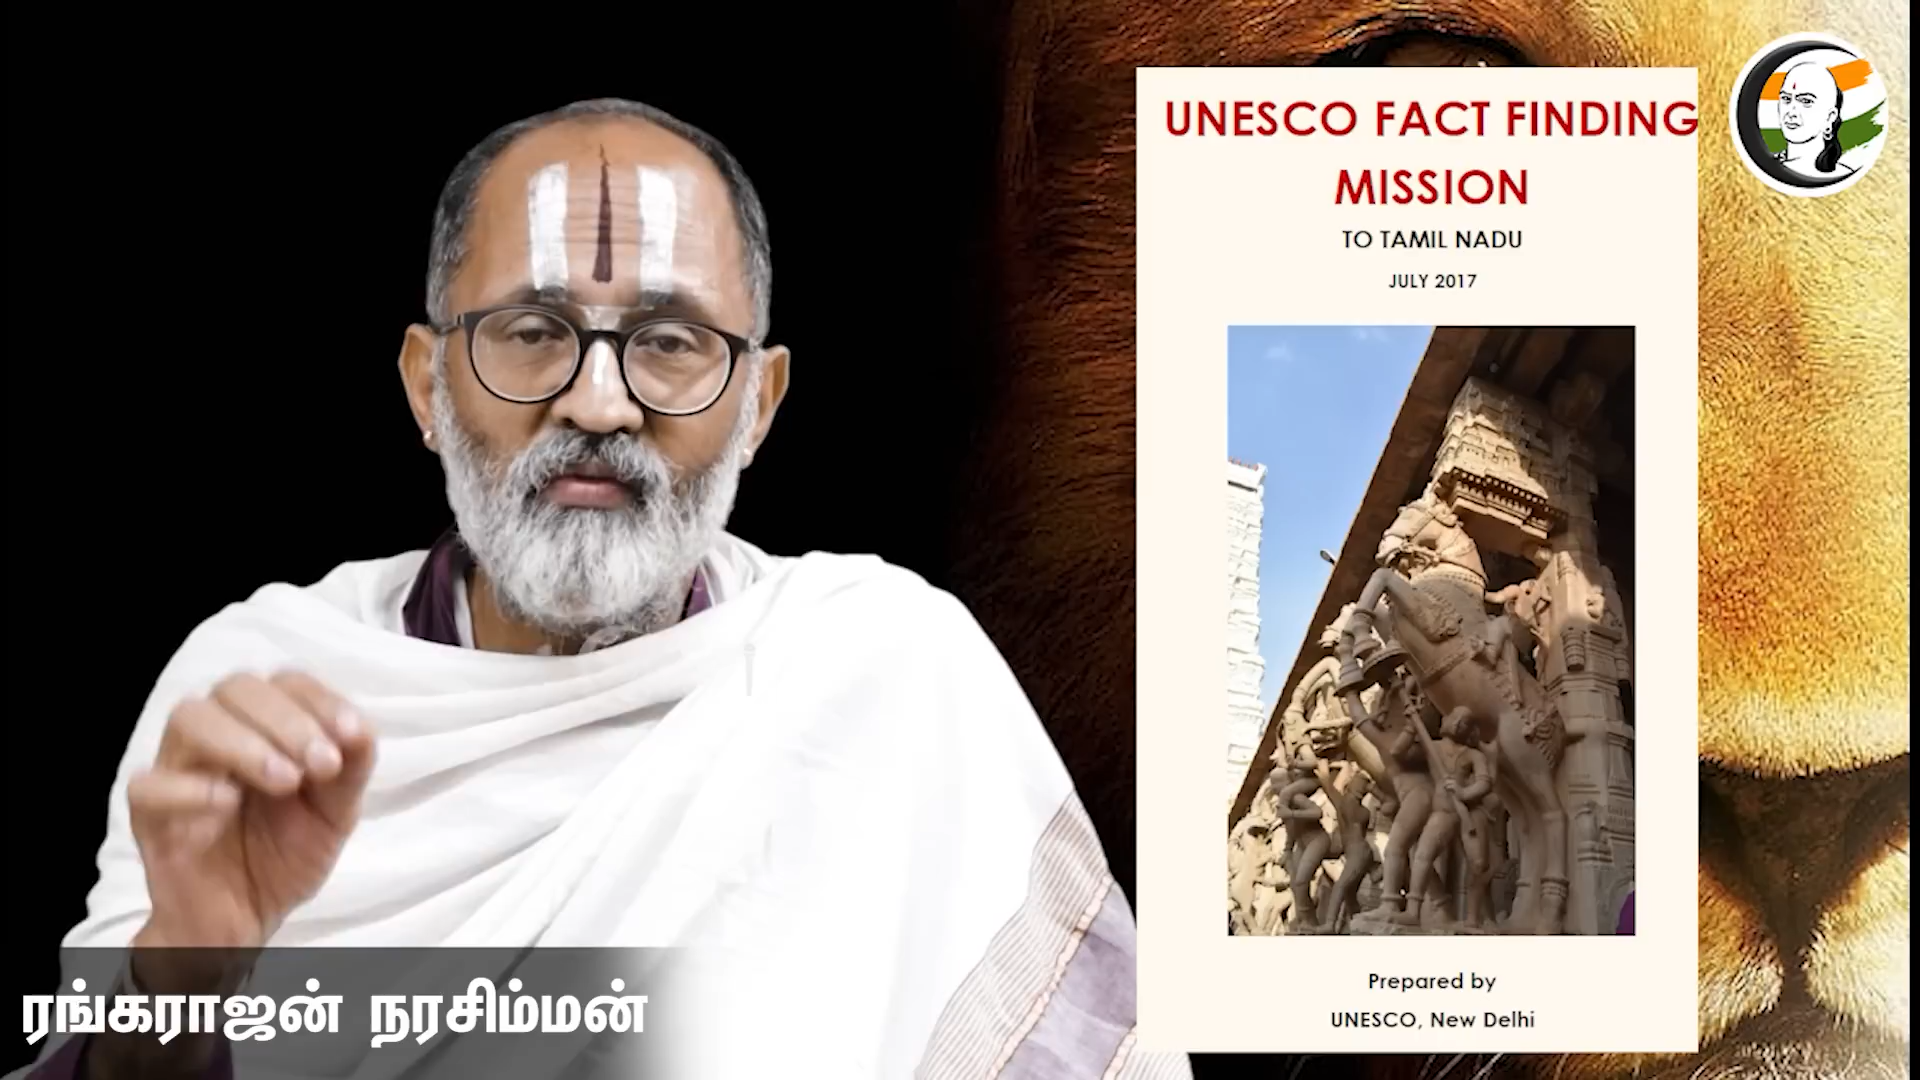 UNESCO FACT FINDING
MISSION
TO TAMIL NADU
JULY 2017
Prepared by
UNESCO, New Delhi
ரங்கராஜன் நரசிம்மன்